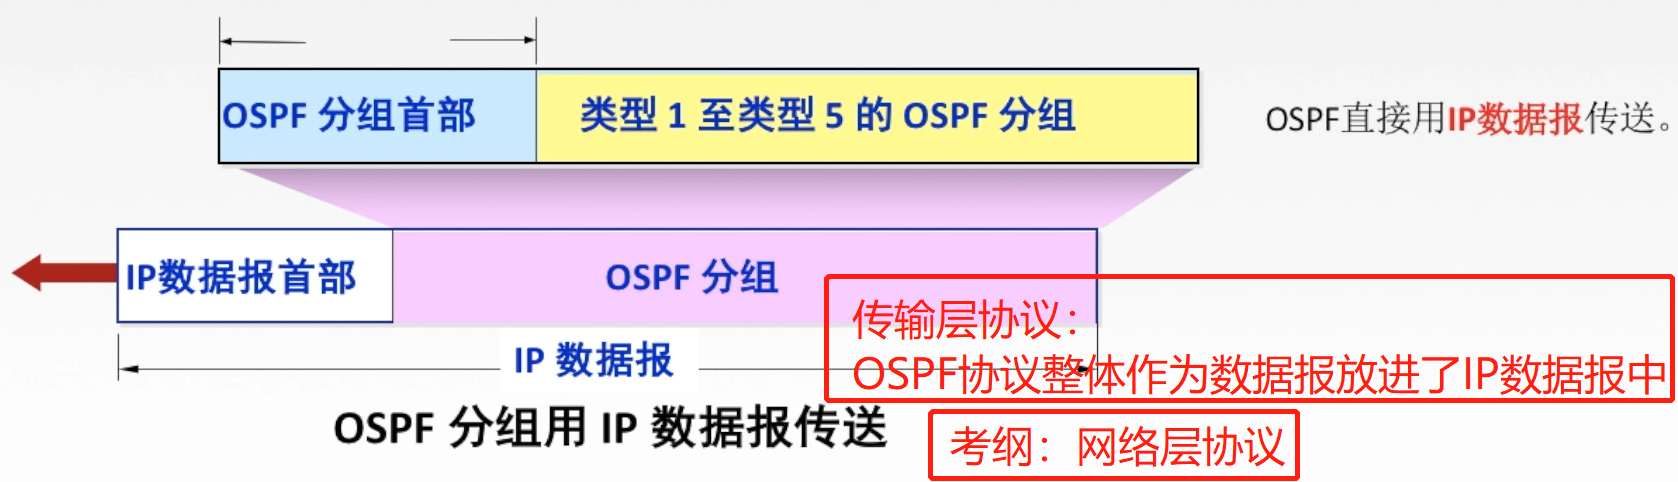 OSPF 分组首部
类型 1 至类型 5 的 OSPF 分组
OSPF直接用IP数据报传送。
IP数据报首部
OSPF 分组
传输层协议：
OSPF协议整体作为数据报放进了IP数据报中
IP 数据报
OSPF 分组用 IP 数据报传送
考纲：网络层协议